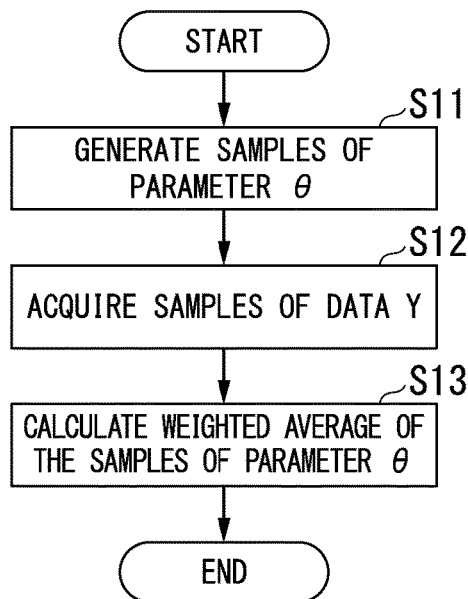 START
S11
GENERATE SAMPLES OF
PARAMETER θ
S12
ACQUIRE SAMPLES OF DATA Y
S13
CALCULATE WEIGHTED AVERAGE OF
THE SAMPLES OF PARAMETER θ
END